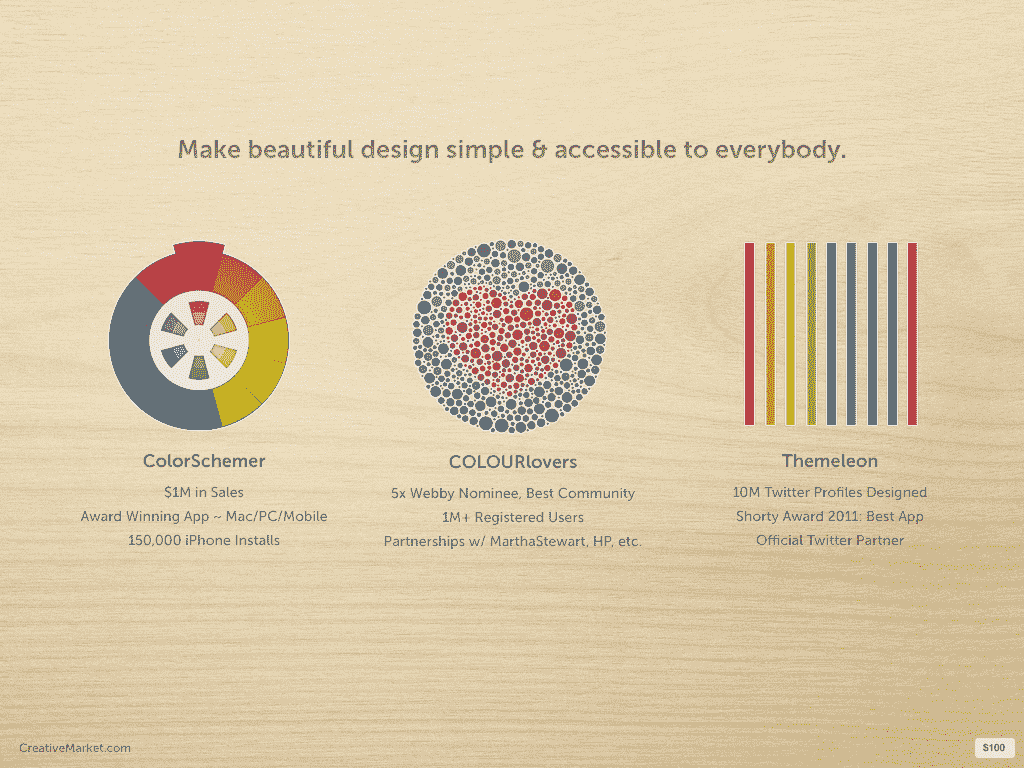 Make beautiful design simple & accessible to everybody.
ColorSchemer
$1M in Sales
Award Winning App ~ Mac/PC/Mobile
150,000 iPhone Installs
COLOURlovers
5x Webby Nominee, Best Community
1M+ Registered Users
Partnerships w/ MarthaStewart, HP, etc.
Themeleon
10M Twitter Profiles Designed
Shorty Award 2011: Best App
Official Twitter Partner
CreativeMarket.com
$100